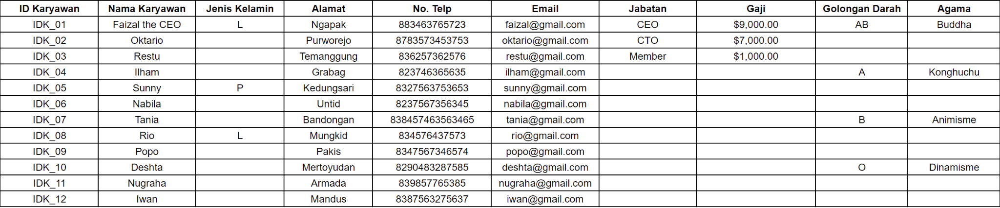 ID Karyawan Nama Karyawan Jenis Kelamin Alamat No. Telp Email Jabatan Gaji Golongan Darah Agama
IDK_01 Faizal the CEO L Ngapak 883463765723 faizal@gmail.com CEO $9,000.00 AB Buddha
IDK_02 Oktario Purworejo 8783573453753 oktario@gmail.com CTO $7,000.00
IDK_03 Restu Temanggung 836257362576 restu@gmail.com Member $1,000.00
IDK_04 Ilham Grabag 823746365635 ilham@gmail.com A Konghuchu
IDK_05 Sunny P Kedungsari 8327563753653 sunny@gmail.com
IDK_06 Nabila Untid 8237567356345 nabila@gmail.com
IDK_07 Tania Bandongan 838457463563465 tania@gmail.com B Animisme
IDK_08 Rio L Mungkid 834576437573 rio@gmail.com
IDK_09 Popo Pakis 8347567346574 popo@gmail.com
IDK_10 Deshta Mertoyudan 8290483287585 deshta@gmail.com O Dinamisme
IDK_11 Nugraha Armada 839857765385 nugraha@gmail.com
IDK_12 Iwan Mandus 8387563275637 iwan@gmail.com